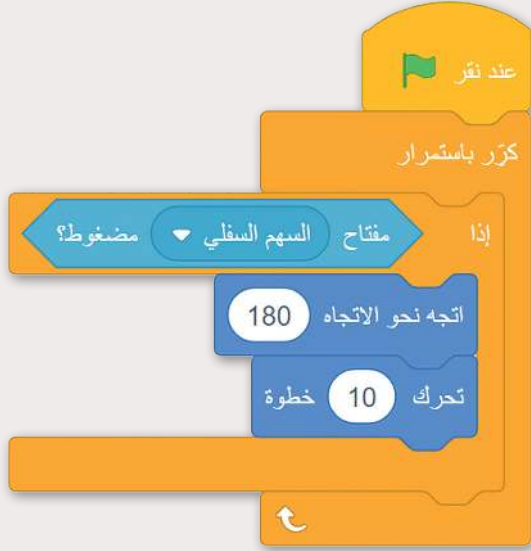 عند نقر
كرّر باستمرار
إذا مفتاح السهم السفلي مضغوط؟
اتجه نحو الاتجاه 180
تحرك 10 خطوة